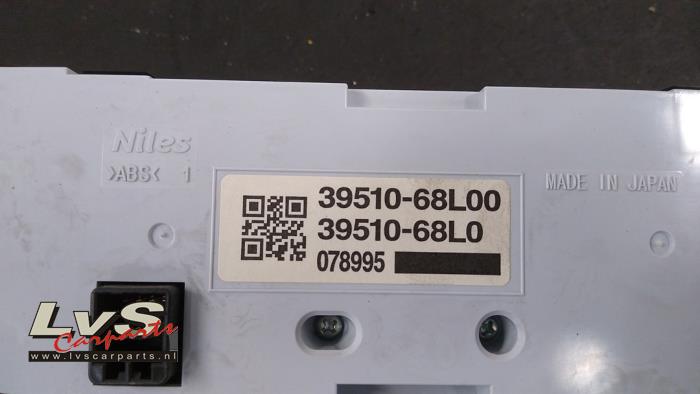 Niles
>ABS< 1
39510-68L00
39510-68L0
078995
MADE IN JAPAN
LvS
Carparts
www.lvscarparts.nl